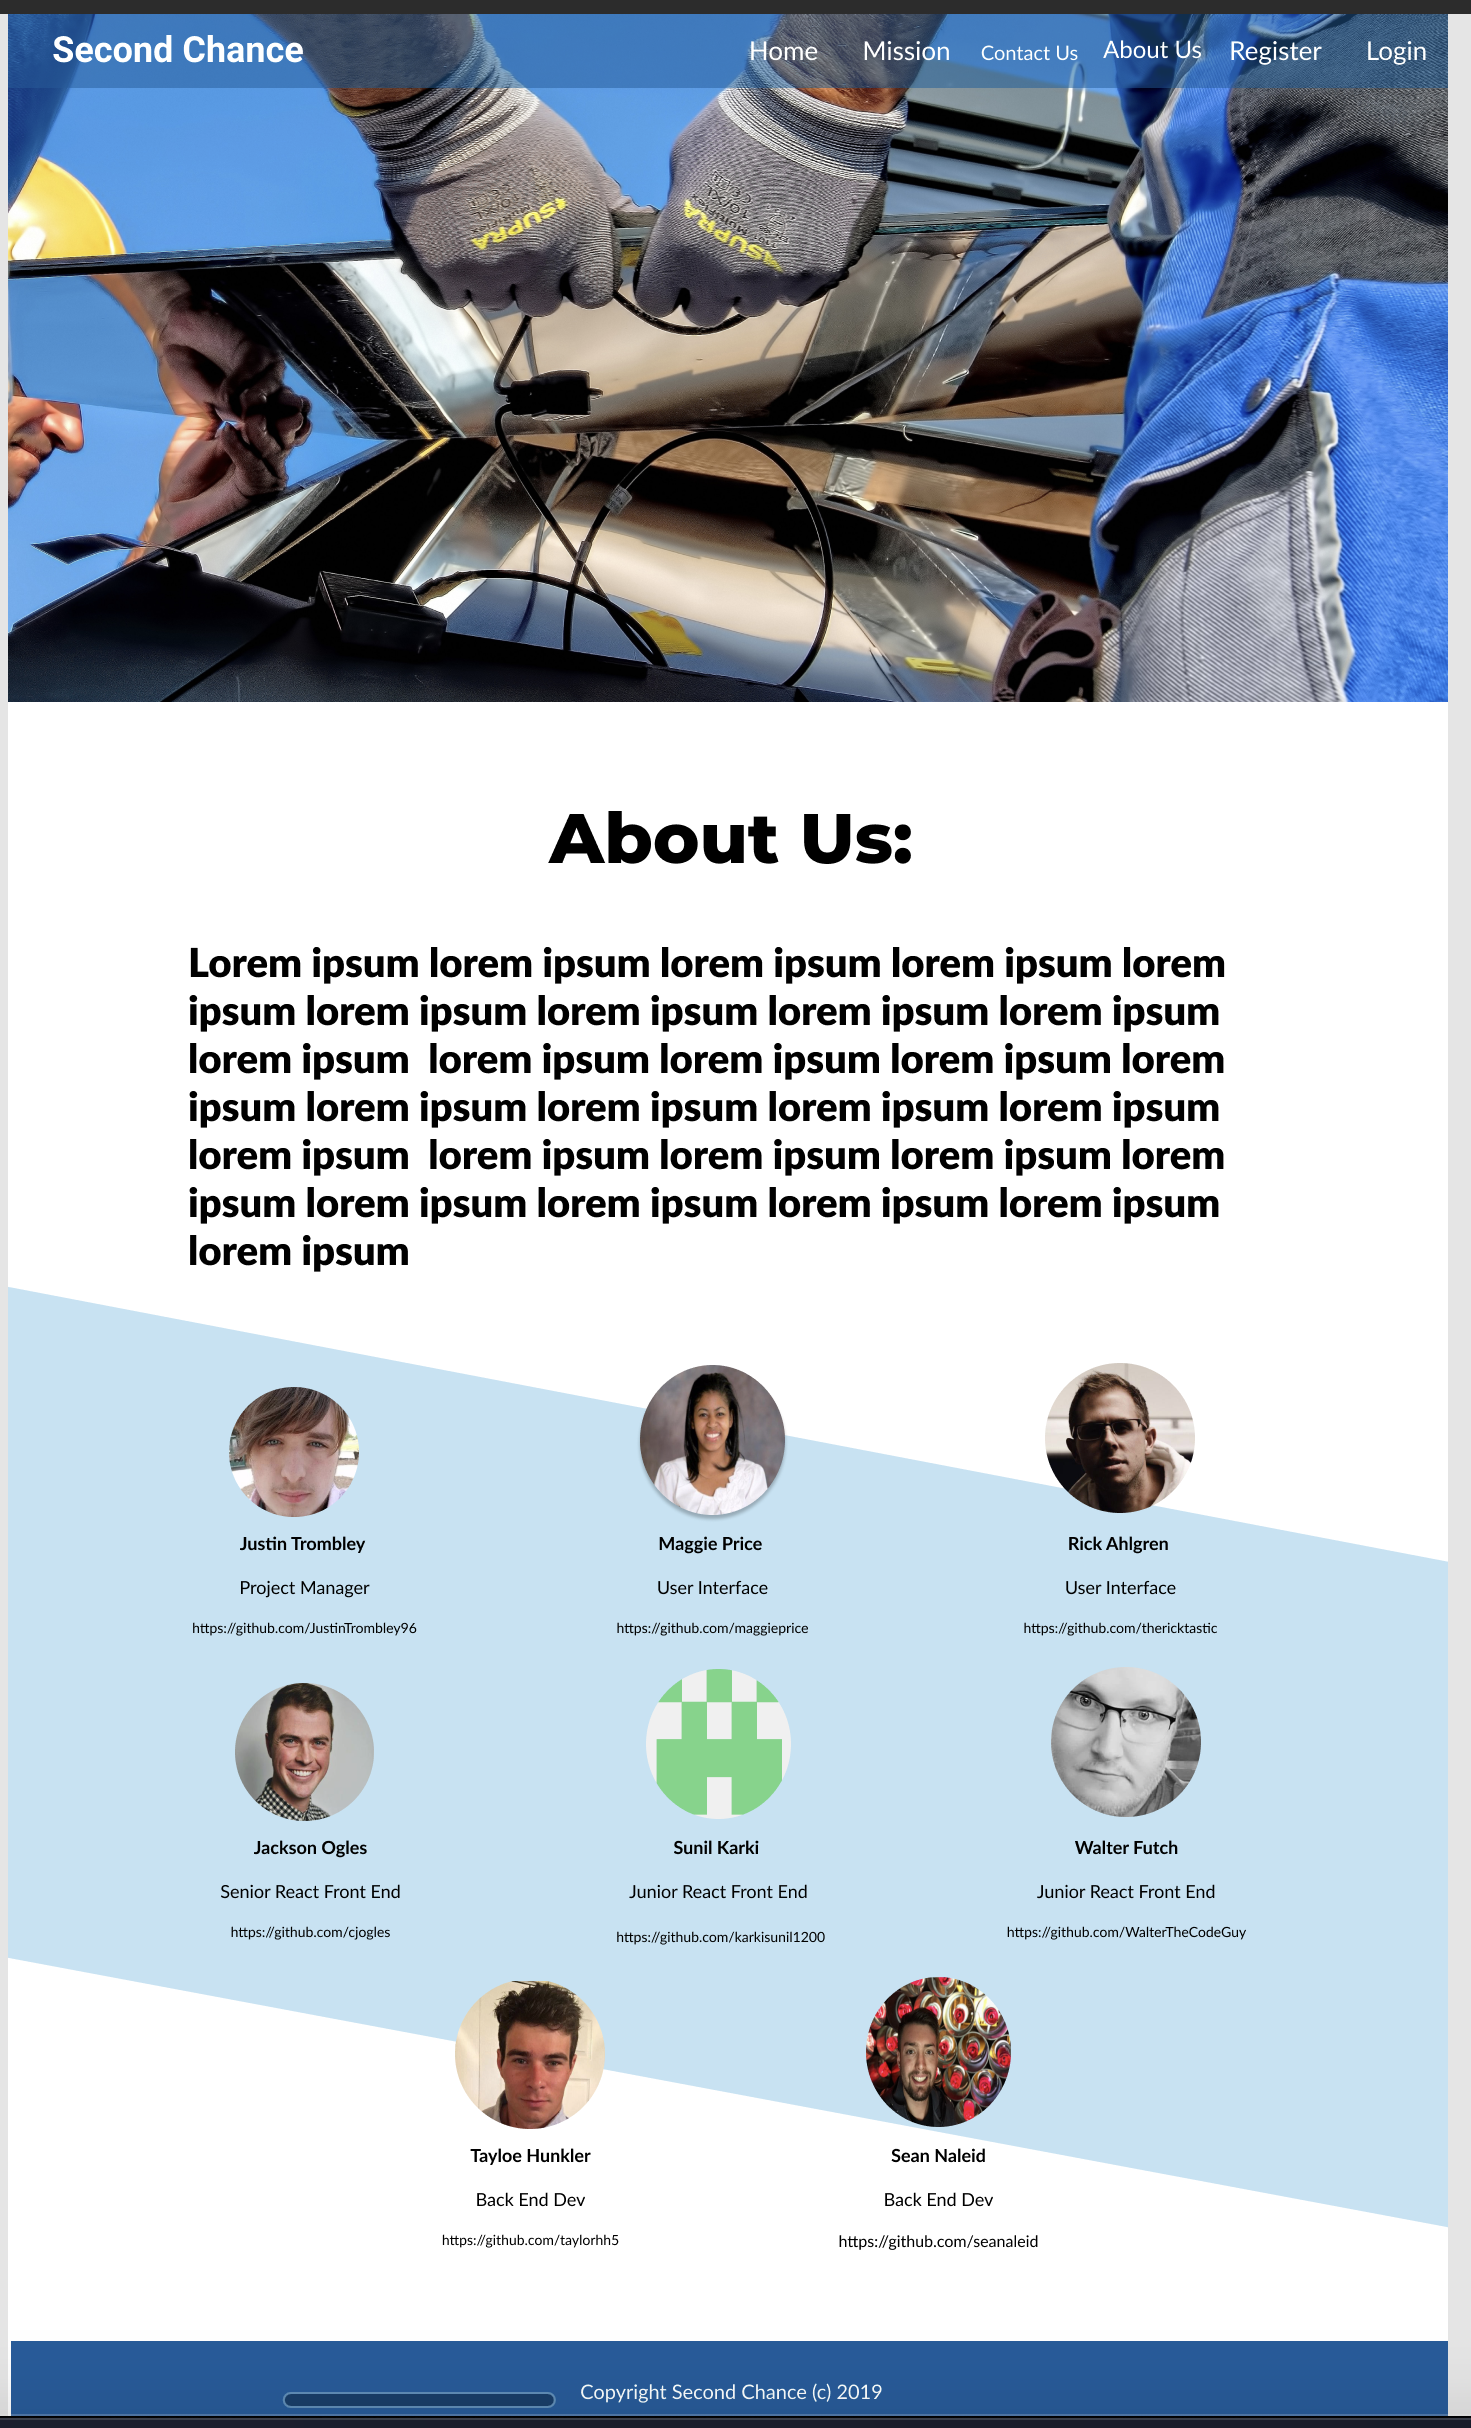 Second Chance
Home Mission Contact Us About Us Register Login
SUPRA SUPRA
About Us:
Lorem ipsum lorem ipsum lorem ipsum lorem ipsum lorem
ipsum lorem ipsum lorem ipsum lorem ipsum lorem ipsum
lorem ipsum  lorem ipsum lorem ipsum lorem ipsum lorem
ipsum lorem ipsum lorem ipsum lorem ipsum lorem ipsum
lorem ipsum  lorem ipsum lorem ipsum lorem ipsum lorem
ipsum lorem ipsum lorem ipsum lorem ipsum lorem ipsum
lorem ipsum
Justin Trombley Maggie Price Rick Ahlgren
Project Manager User Interface User Interface
https://github.com/JustinTrombley96 https://github.com/maggieprice https://github.com/thericktastic
Jackson Ogles Sunil Karki Walter Futch
Senior React Front End Junior React Front End Junior React Front End
https://github.com/cjogles https://github.com/karkisunil1200 https://github.com/WalterTheCodeGuy
Tayloe Hunkler Sean Naleid
Back End Dev Back End Dev
https://github.com/taylorhh5 https://github.com/seanaleid
Copyright Second Chance (c) 2019